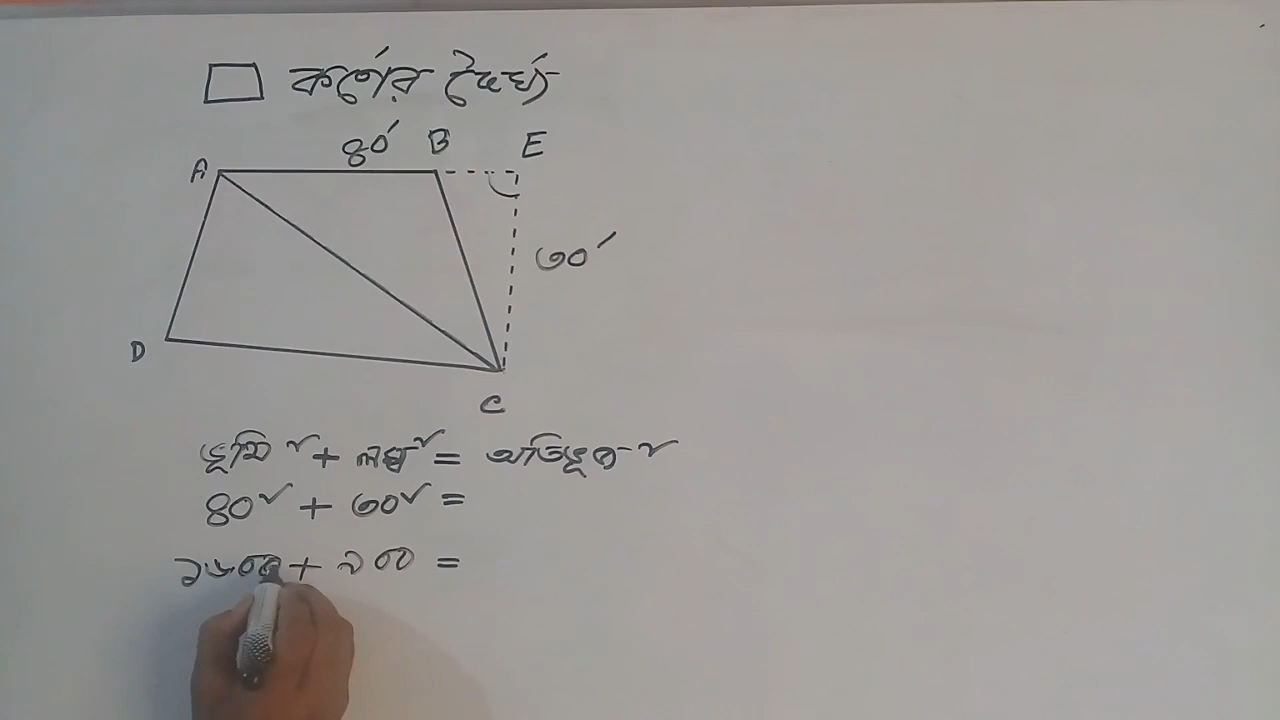 কর্ণের দৈর্ঘ্য
৪০′ B E
A
৩০′
D
C
ভূমি² + লম্ব² = অতিভূজ²
৪০² + ৩০² =
১৬০০ + ৯০০ =